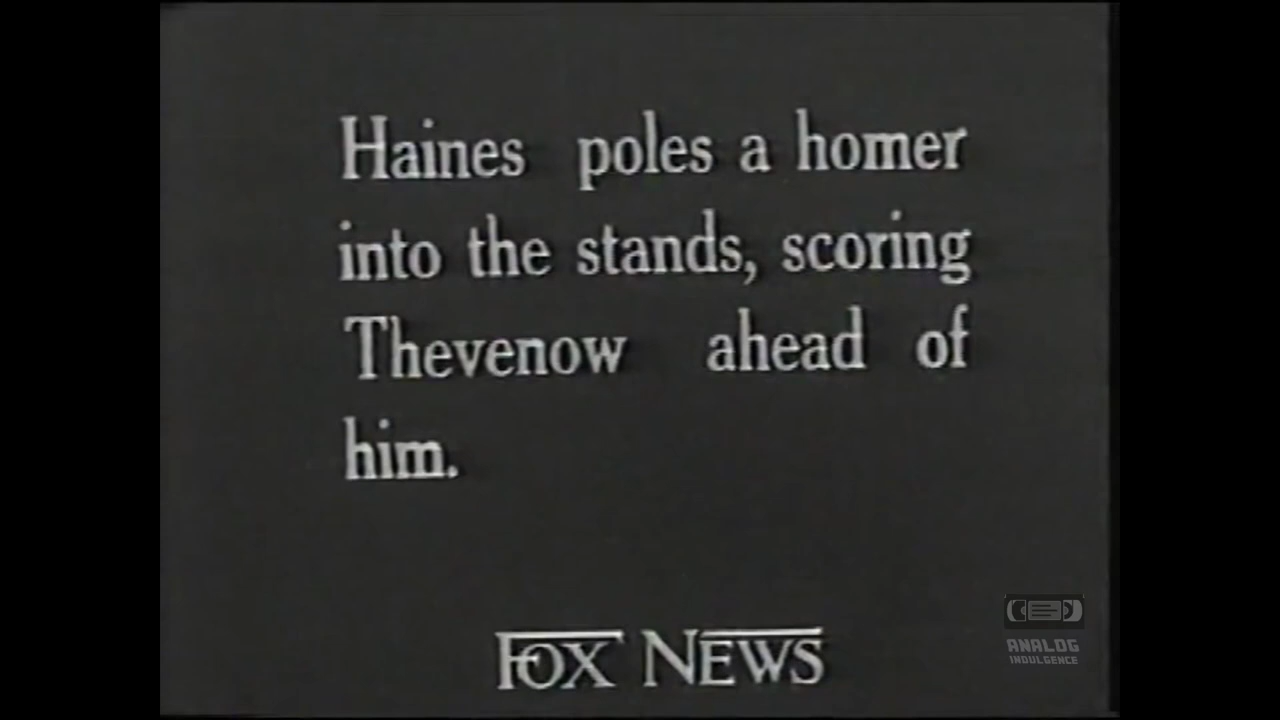 Haines poles a homer
into the stands, scoring
Thevenow ahead of
him.
FOX NEWS
ANALOG
INDULGENCE